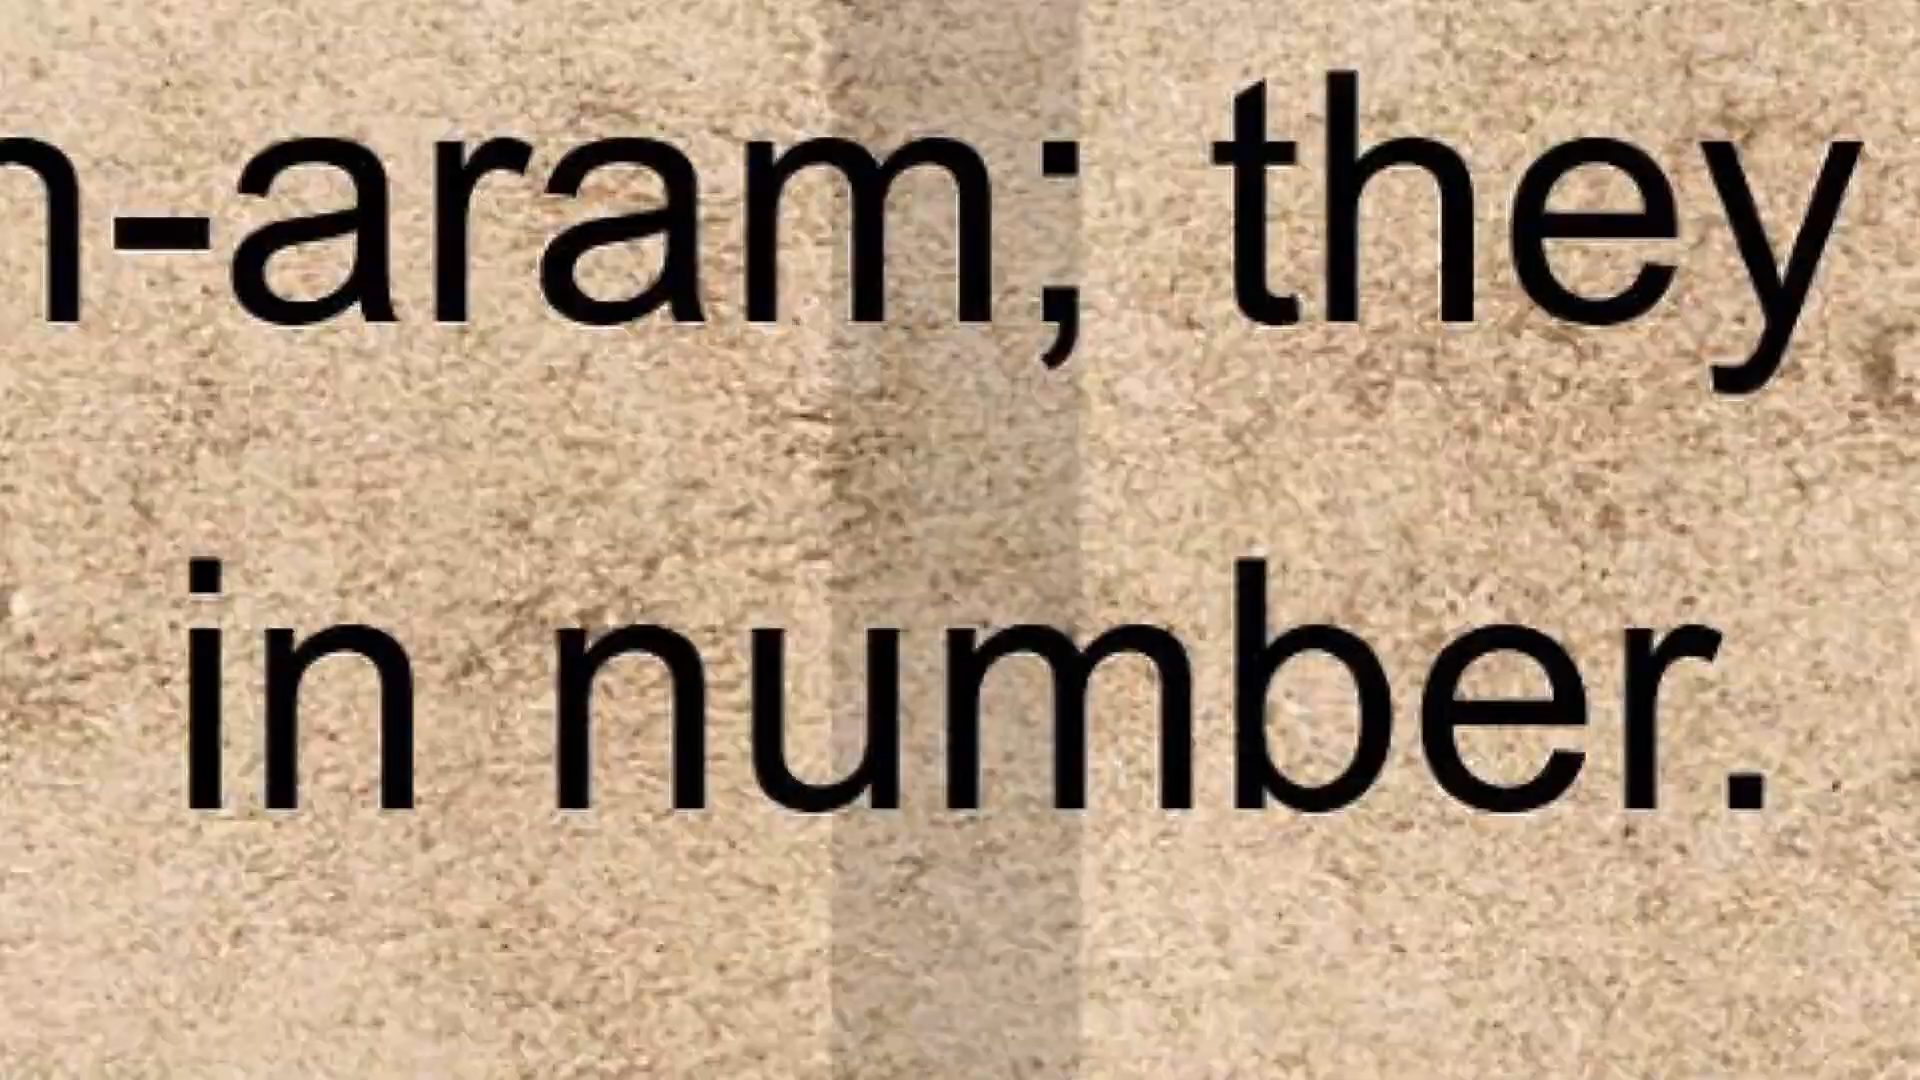 n-aram; they
in number.